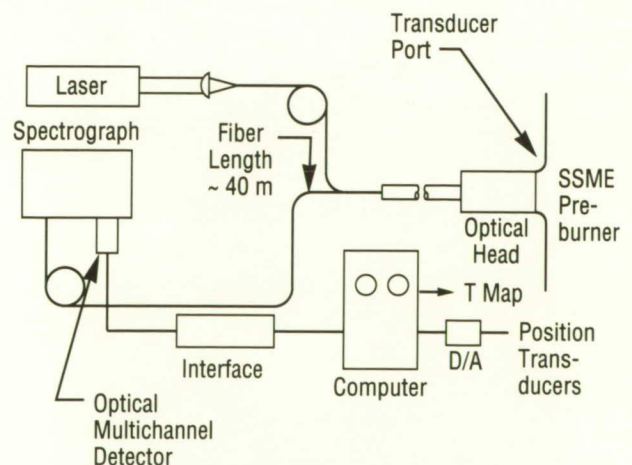 Transducer
Port
Laser
Spectrograph
Fiber
Length
~ 40 m
SSME
Pre-
burner
Optical
Head
T Map
Position
Trans-
ducers
D/A
Interface
Computer
Optical
Multichannel
Detector